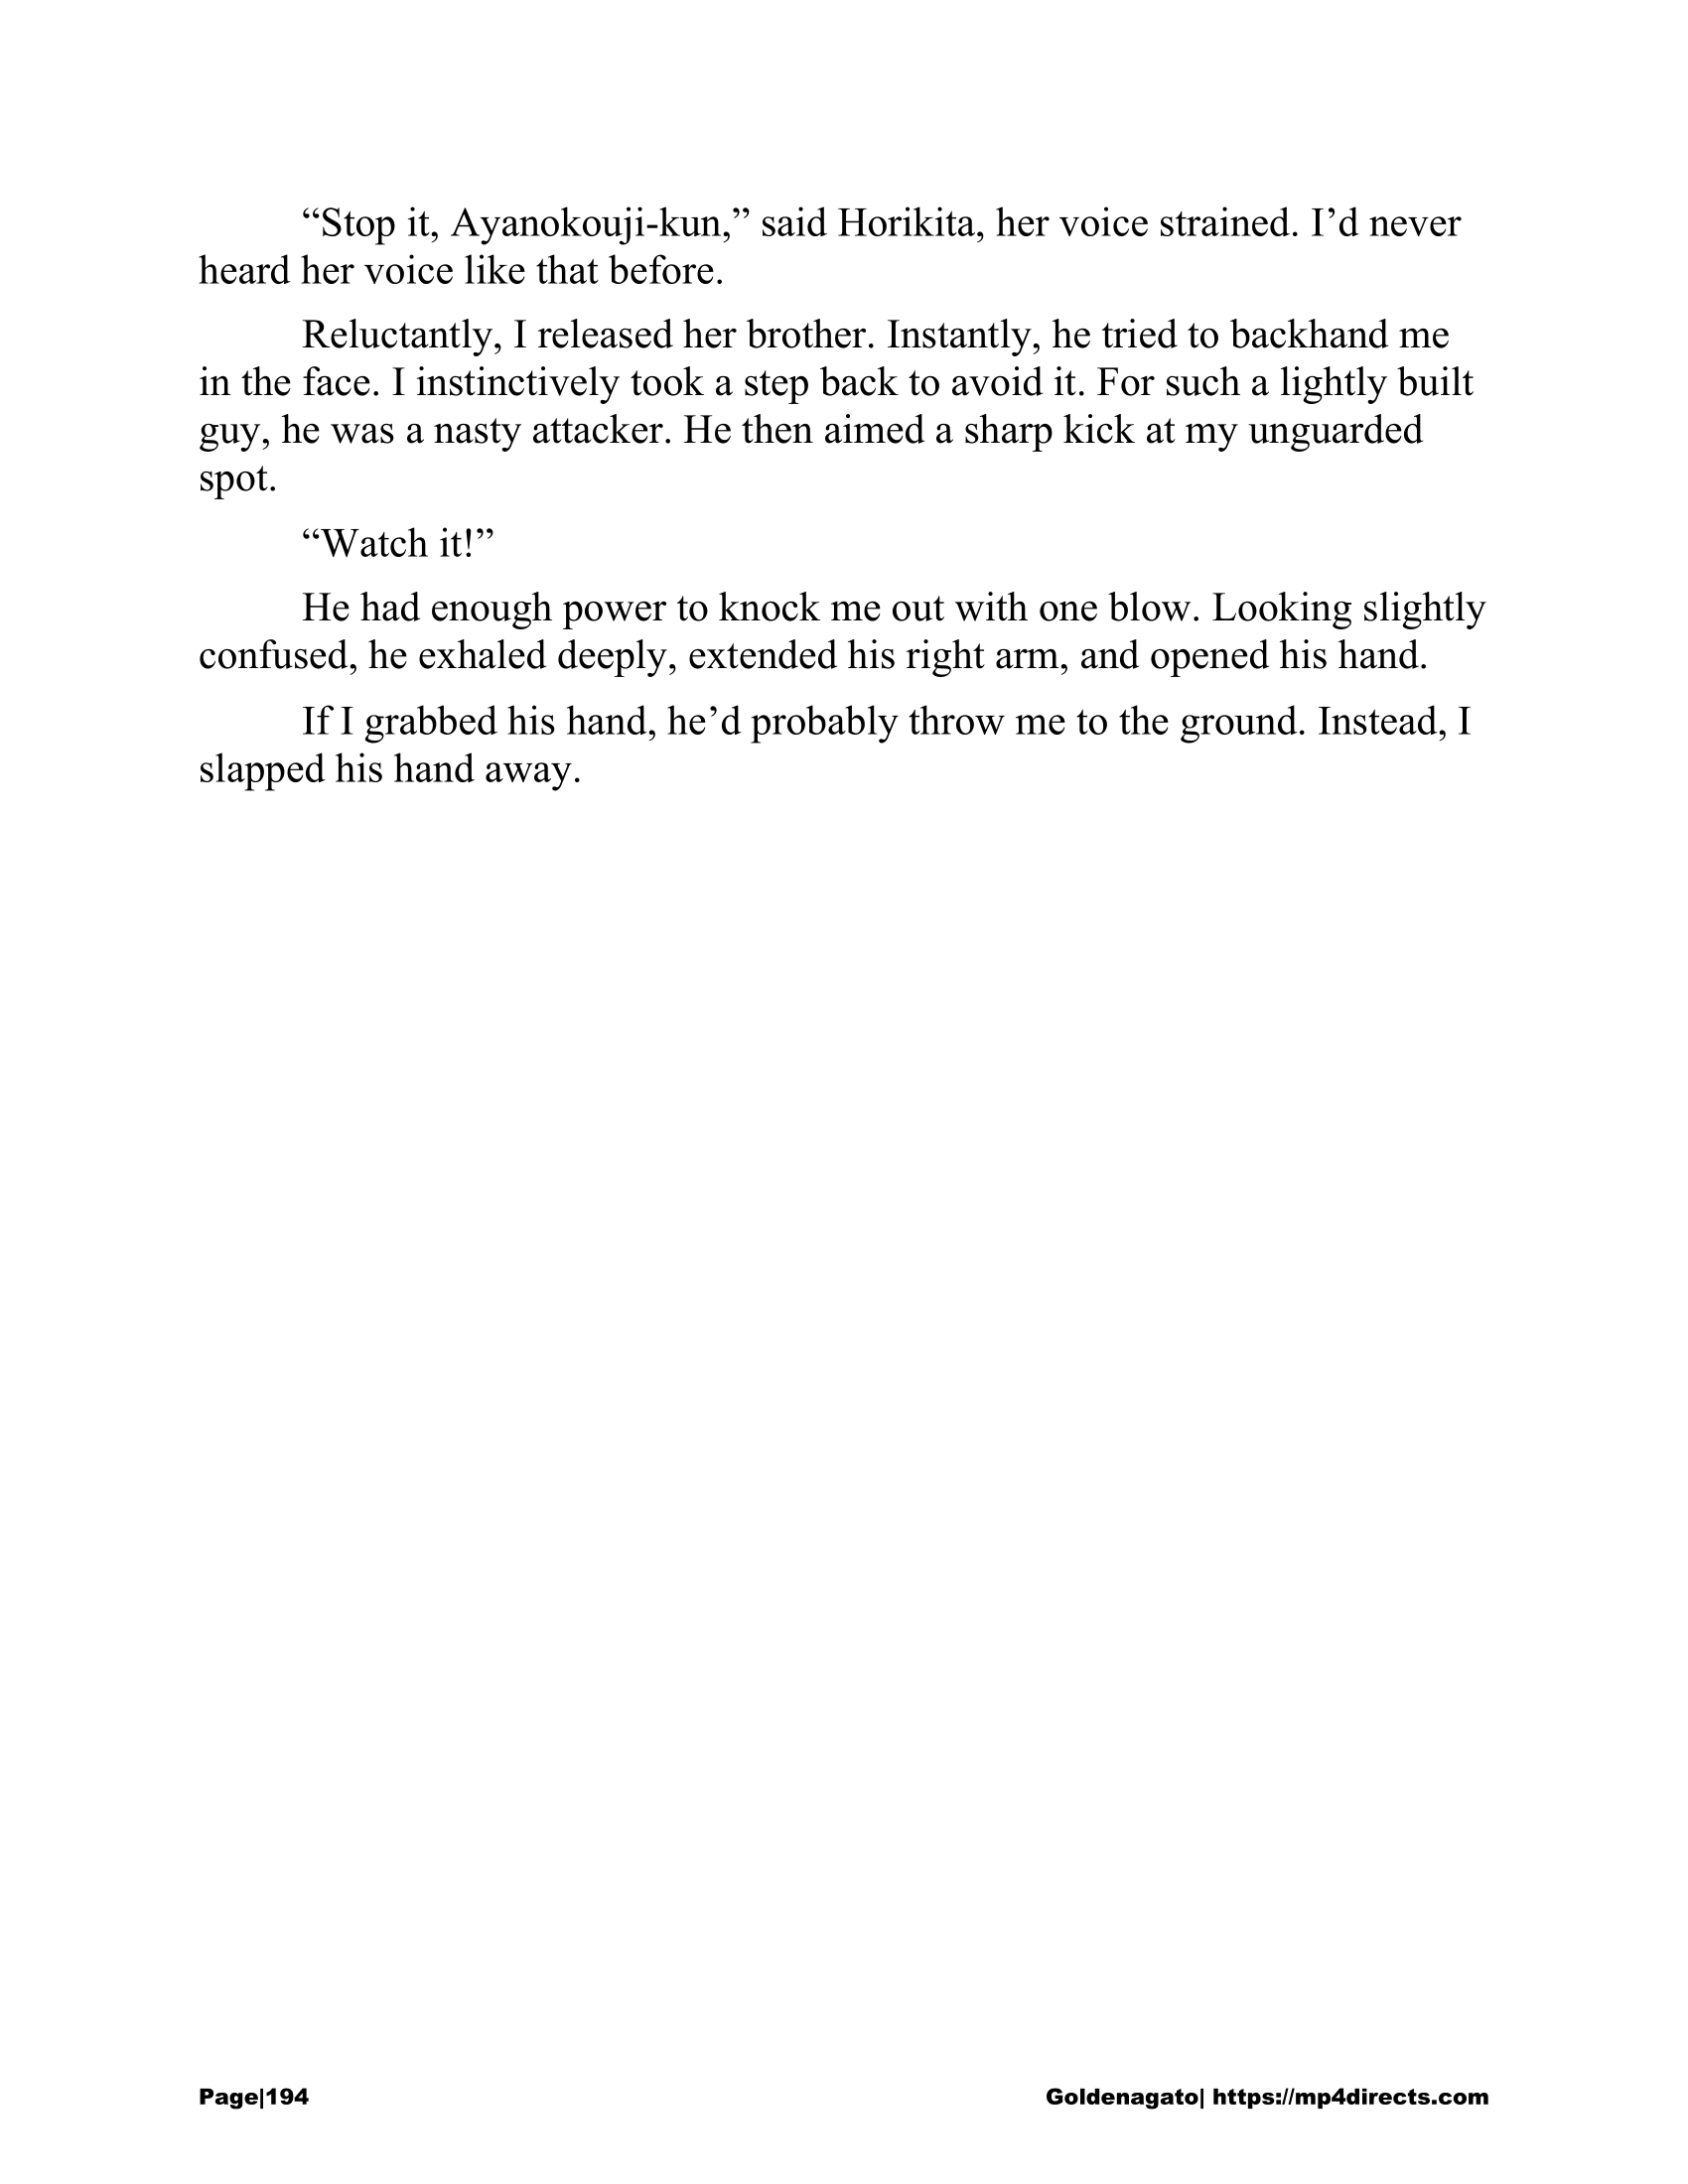 “Stop it, Ayanokouji-kun,” said Horikita, her voice strained. I’d never
heard her voice like that before.
Reluctantly, I released her brother. Instantly, he tried to backhand me
in the face. I instinctively took a step back to avoid it. For such a lightly built
guy, he was a nasty attacker. He then aimed a sharp kick at my unguarded
spot.
“Watch it!”
He had enough power to knock me out with one blow. Looking slightly
confused, he exhaled deeply, extended his right arm, and opened his hand.
If I grabbed his hand, he’d probably throw me to the ground. Instead, I
slapped his hand away.
Page|194 Goldenagato| https://mp4directs.com